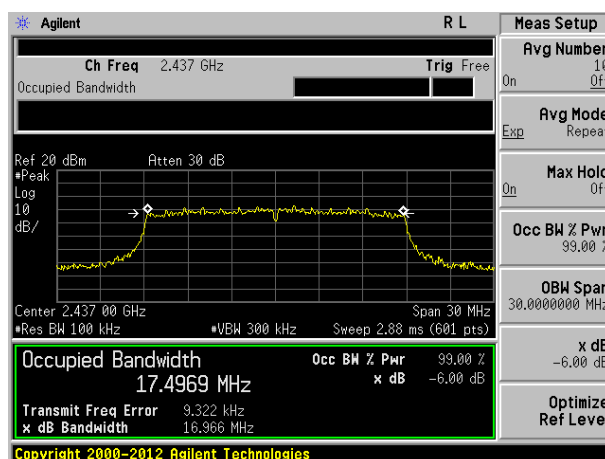 Agilent R L Meas Setup
Avg Number
10
On Off
Ch Freq 2.437 GHz Trig Free
Occupied Bandwidth
Avg Mode
Exp Repeat
Ref 20 dBm Atten 30 dB
#Peak
Log
10
dB/
Max Hold
On Off
Occ BW % Pwr
99.00 %
OBW Span
30.0000000 MHz
Center 2.437 00 GHz Span 30 MHz
#Res BW 100 kHz #VBW 300 kHz Sweep 2.88 ms (601 pts)
x dB
-6.00 dB
Occupied Bandwidth Occ BW % Pwr 99.00 %
17.4969 MHz x dB -6.00 dB
Transmit Freq Error 9.322 kHz
x dB Bandwidth 16.966 MHz
Optimize
Ref Level
Copyright 2000-2012 Agilent Technologies